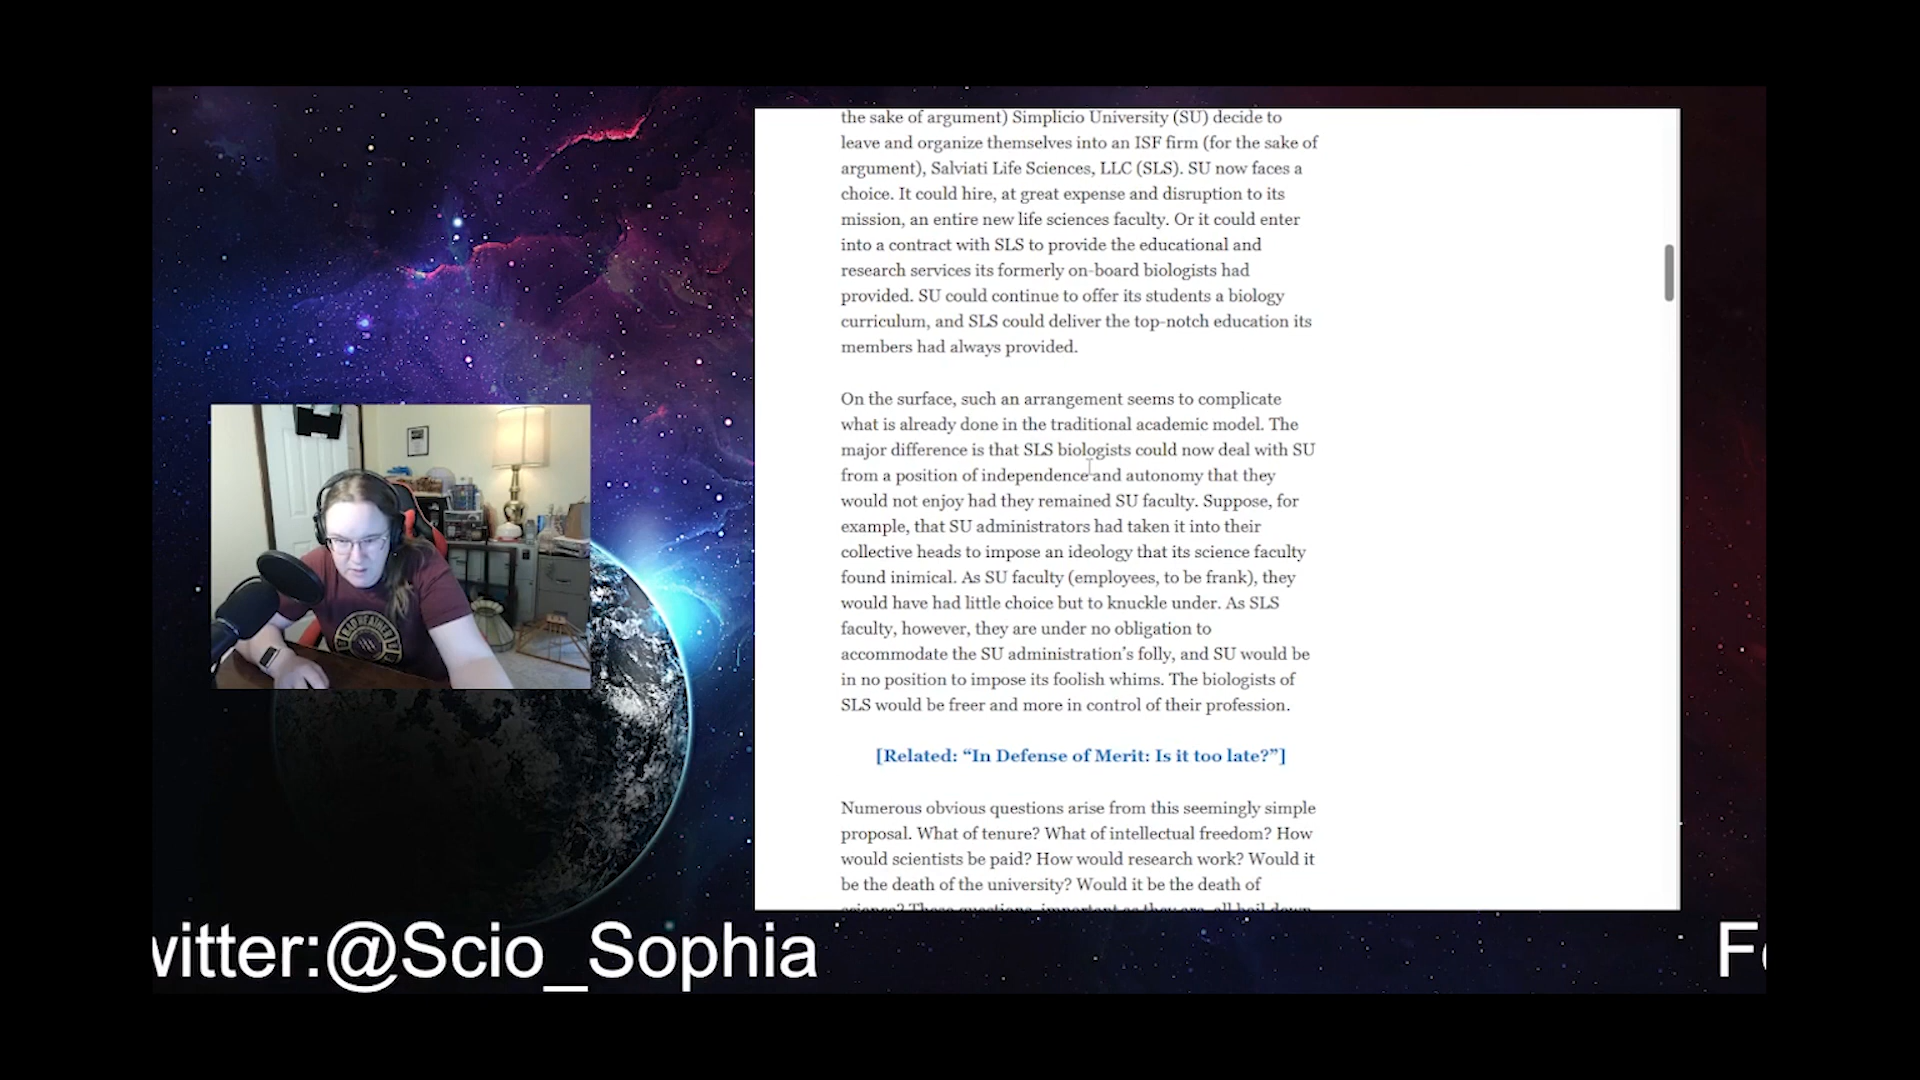 the sake of argument) Simplicio University (SU) decide to
leave and organize themselves into an ISF firm (for the sake of
argument), Salviati Life Sciences, LLC (SLS). SU now faces a
choice. It could hire, at great expense and disruption to its
mission, an entire new life sciences faculty. Or it could enter
into a contract with SLS to provide the educational and
research services its formerly on-board biologists had
provided. SU could continue to offer its students a biology
curriculum, and SLS could deliver the top-notch education its
members had always provided.
On the surface, such an arrangement seems to complicate
what is already done in the traditional academic model. The
major difference is that SLS biologists could now deal with SU
from a position of independence and autonomy that they
would not enjoy had they remained SU faculty. Suppose, for
example, that SU administrators had taken it into their
collective heads to impose an ideology that its science faculty
found inimical. As SU faculty (employees, to be frank), they
would have had little choice but to knuckle under. As SLS
faculty, however, they are under no obligation to
accommodate the SU administration’s folly, and SU would be
in no position to impose its foolish whims. The biologists of
SLS would be freer and more in control of their profession.
[Related: “In Defense of Merit: Is it too late?”]
Numerous obvious questions arise from this seemingly simple
proposal. What of tenure? What of intellectual freedom? How
would scientists be paid? How would research work? Would it
be the death of the university? Would it be the death of
science? These questions, important as they are, all boil down
witter:@Scio_Sophia